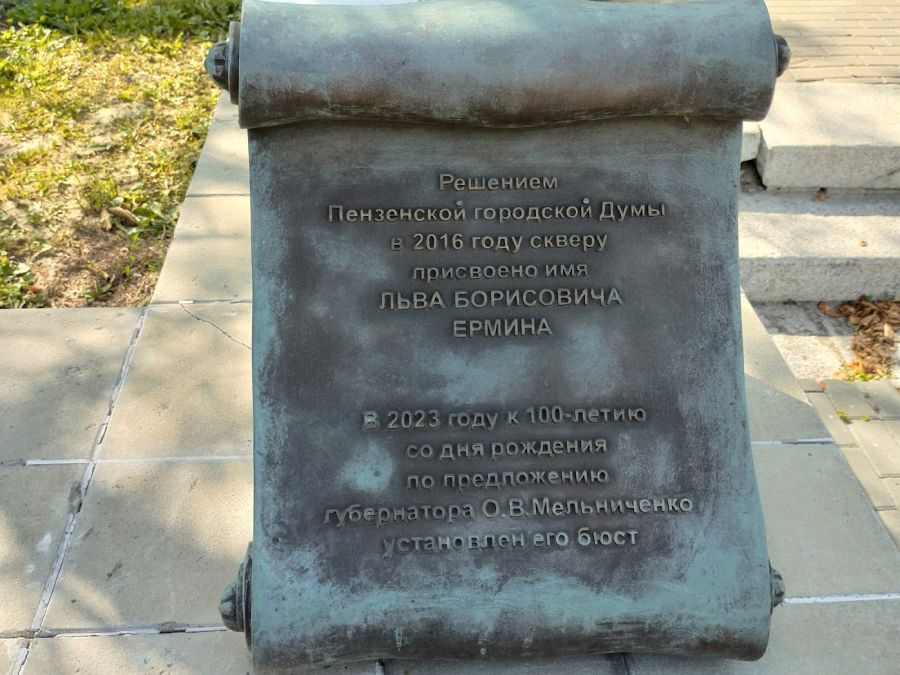 Решением
Пензенской городской Думы
в 2016 году скверу
присвоено имя
ЛЬВА БОРИСОВИЧА
ЕРМИНА
В 2023 году к 100-летию
со дня рождения
по предложению
губернатора О.В.Мельниченко
установлен его бюст